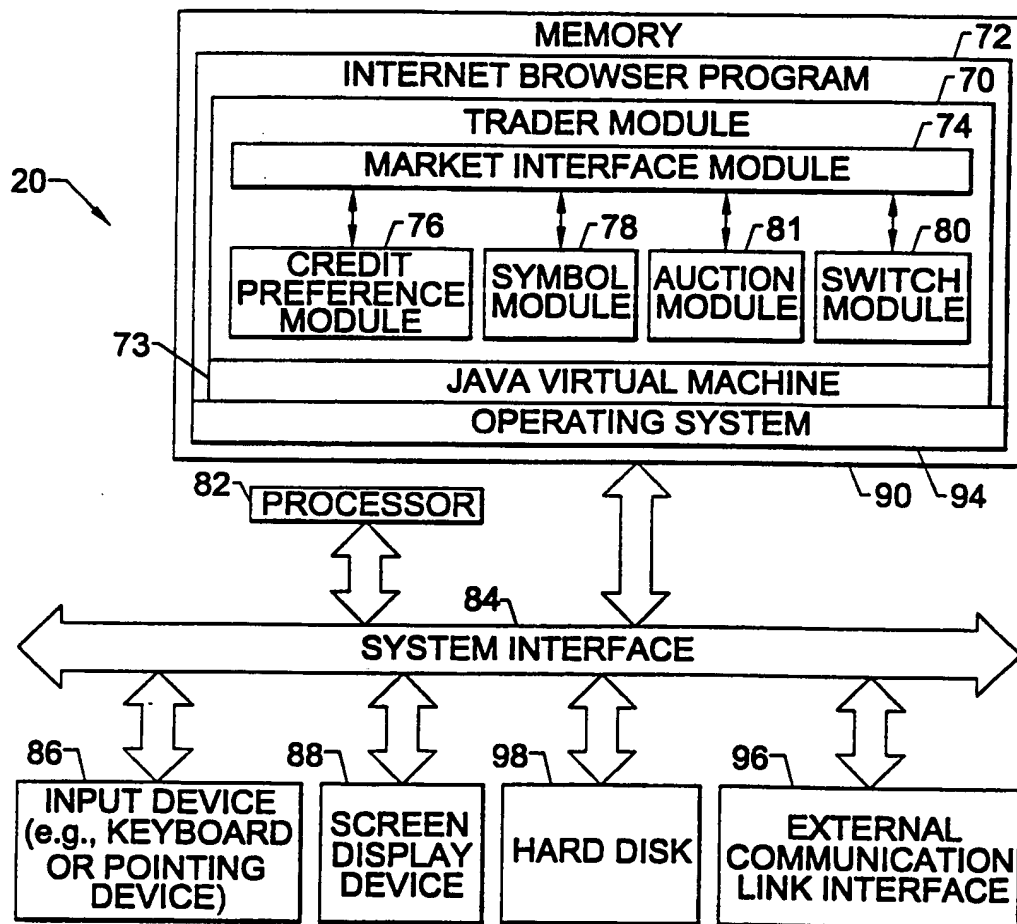 MEMORY
72
INTERNET BROWSER PROGRAM
70
TRADER MODULE
74
MARKET INTERFACE MODULE
20
76
78
81
80
CREDIT
PREFERENCE
MODULE
SYMBOL
MODULE
AUCTION
MODULE
SWITCH
MODULE
73
JAVA VIRTUAL MACHINE
OPERATING SYSTEM
82
PROCESSOR
90
94
84
SYSTEM INTERFACE
86
88
98
96
INPUT DEVICE
(e.g., KEYBOARD
OR POINTING
DEVICE)
SCREEN
DISPLAY
DEVICE
HARD DISK
EXTERNAL
COMMUNICATION
LINK INTERFACE